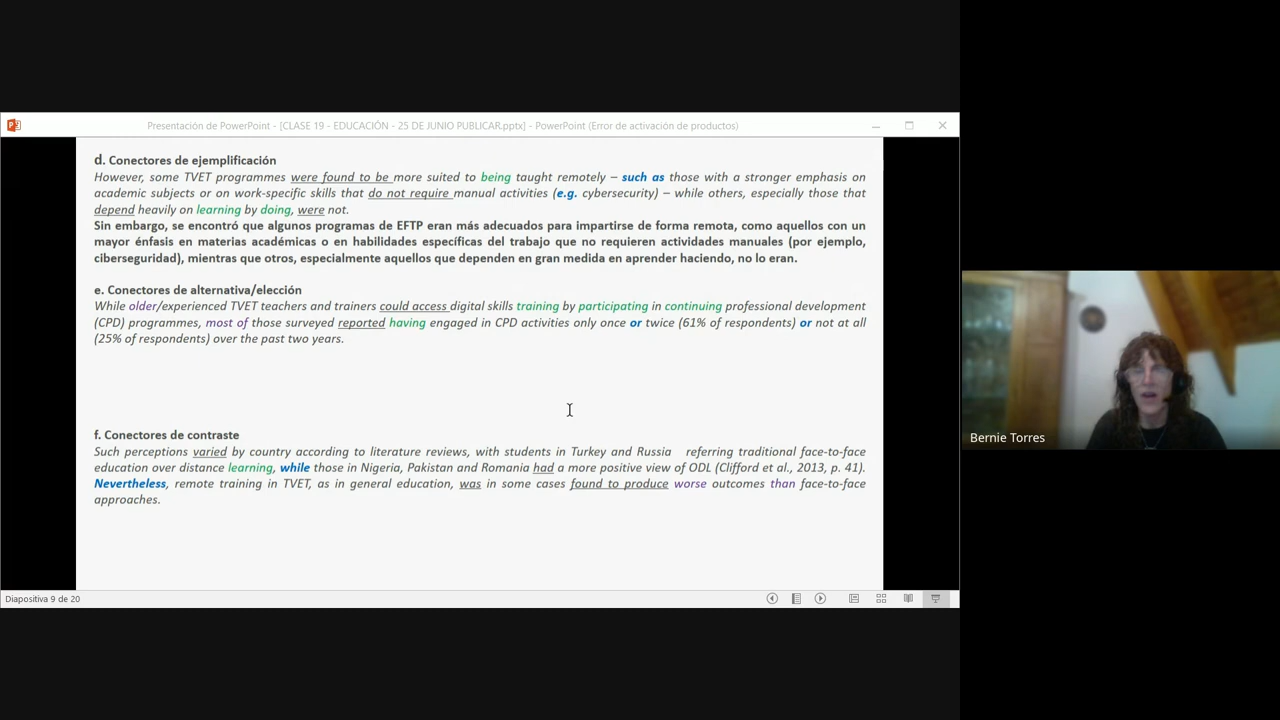 Presentación de PowerPoint - [CLASE 19 - EDUCACIÓN - 25 DE JUNIO PUBLICAR.pptx] - PowerPoint (Error de activación de productos)
d. Conectores de ejemplificación
However, some TVET programmes were found to be more suited to being taught remotely – such as those with a stronger emphasis on
academic subjects or on work-specific skills that do not require manual activities (e.g. cybersecurity) – while others, especially those that
depend heavily on learning by doing, were not.
Sin embargo, se encontró que algunos programas de EFTP eran más adecuados para impartirse de forma remota, como aquellos con un
mayor énfasis en materias académicas o en habilidades específicas del trabajo que no requieren actividades manuales (por ejemplo,
ciberseguridad), mientras que otros, especialmente aquellos que dependen en gran medida en aprender haciendo, no lo eran.
e. Conectores de alternativa/elección
While older/experienced TVET teachers and trainers could access digital skills training by participating in continuing professional development
(CPD) programmes, most of those surveyed reported having engaged in CPD activities only once or twice (61% of respondents) or not at all
(25% of respondents) over the past two years.
f. Conectores de contraste
Such perceptions varied by country according to literature reviews, with students in Turkey and Russia referring traditional face-to-face
education over distance learning, while those in Nigeria, Pakistan and Romania had a more positive view of ODL (Clifford et al., 2013, p. 41).
Nevertheless, remote training in TVET, as in general education, was in some cases found to produce worse outcomes than face-to-face
approaches.
Diapositiva 9 de 20
Bernie Torres